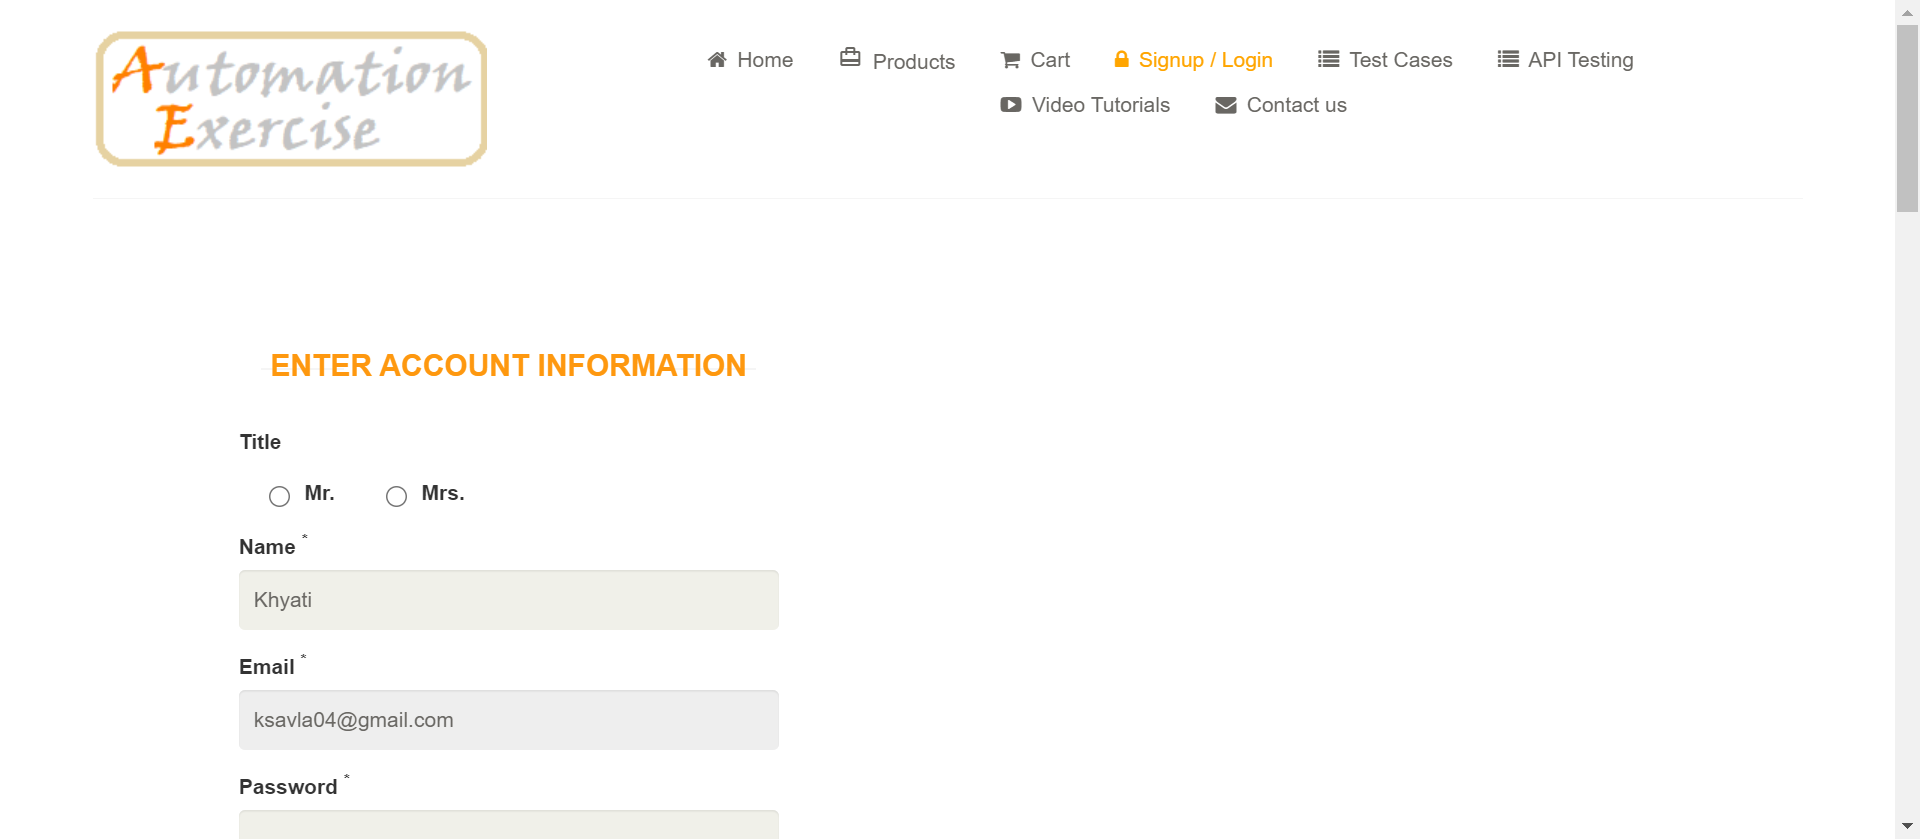 Automation
Exercise
Home Products Cart Signup / Login Test Cases API Testing
Video Tutorials Contact us
ENTER ACCOUNT INFORMATION
Title
Mr. Mrs.
Name *
Khyati
Email *
ksavla04@gmail.com
Password *